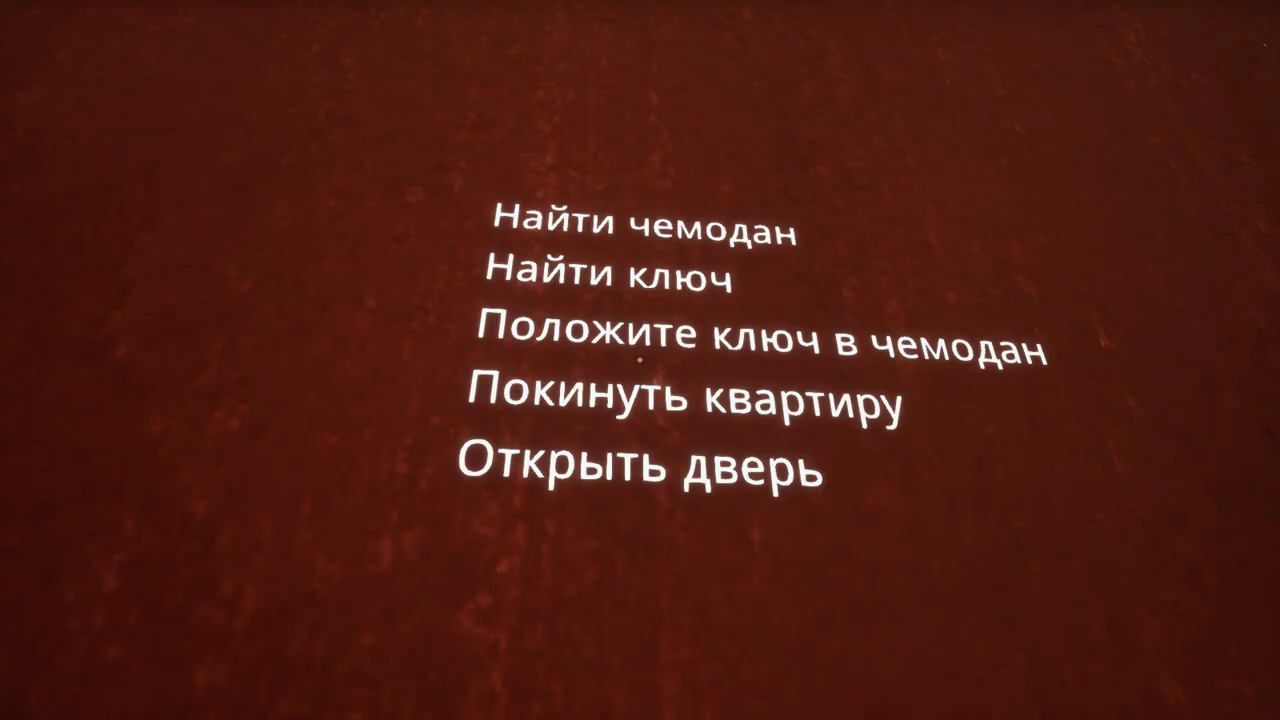 Найти чемодан
Найти ключ
Положите ключ в чемодан
Покинуть квартиру
Открыть дверь